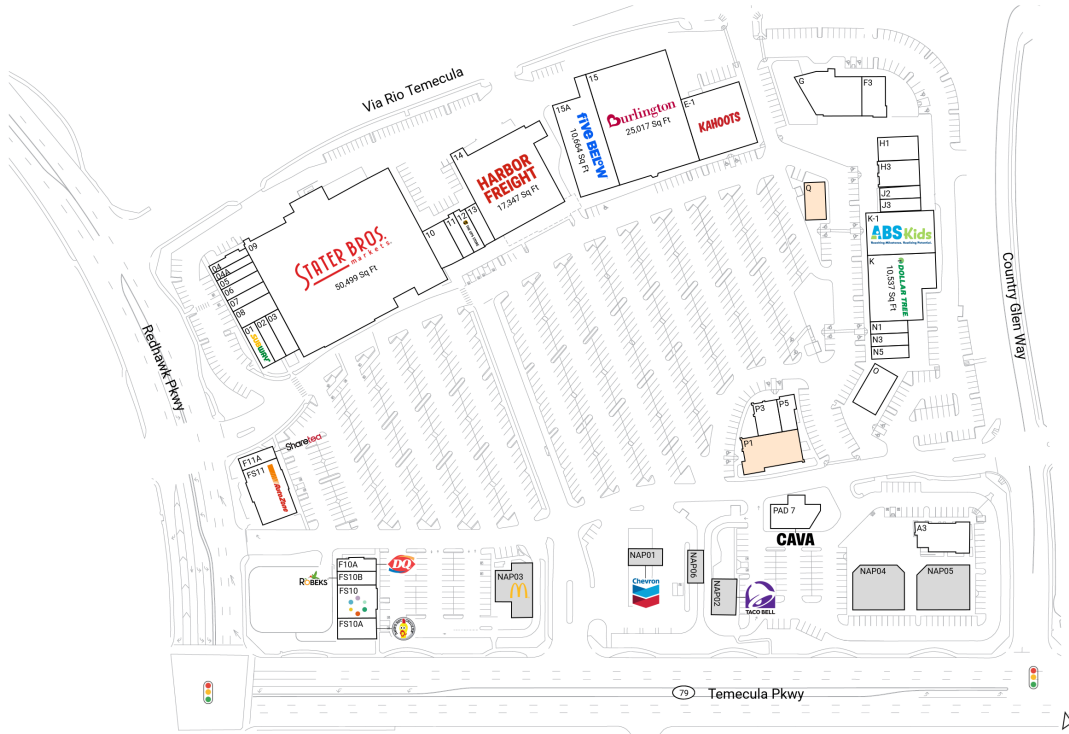 Via Rio Temecula
15
15A
Burlington
25,017 Sq Ft
five BELOW
10,664 Sq Ft
E-1
KAHOOTS
G
F3
14
HARBOR
FREIGHT
17,347 Sq Ft
H1
H3
J2
J3
Q
K-1
ABS Kids
K
DOLLAR TREE
10,537 Sq Ft
N1
N3
N5
O
09
STATER BROS.
markets
50,499 Sq Ft
10
11
12
13
04
04A
05
06
07
08
01
02
03
SUBWAY
Redhawk Pkwy
Country Glen Way
P3
P5
P1
Sharetea
F11A
FS11
AutoZone
PAD 7
CAVA
A3
NAP01
Chevron
NAP06
NAP02
TACO BELL
NAP04
NAP05
F10A
FS10B
FS10
FS10A
DQ
ROBEKS
NAP03
79
Temecula Pkwy